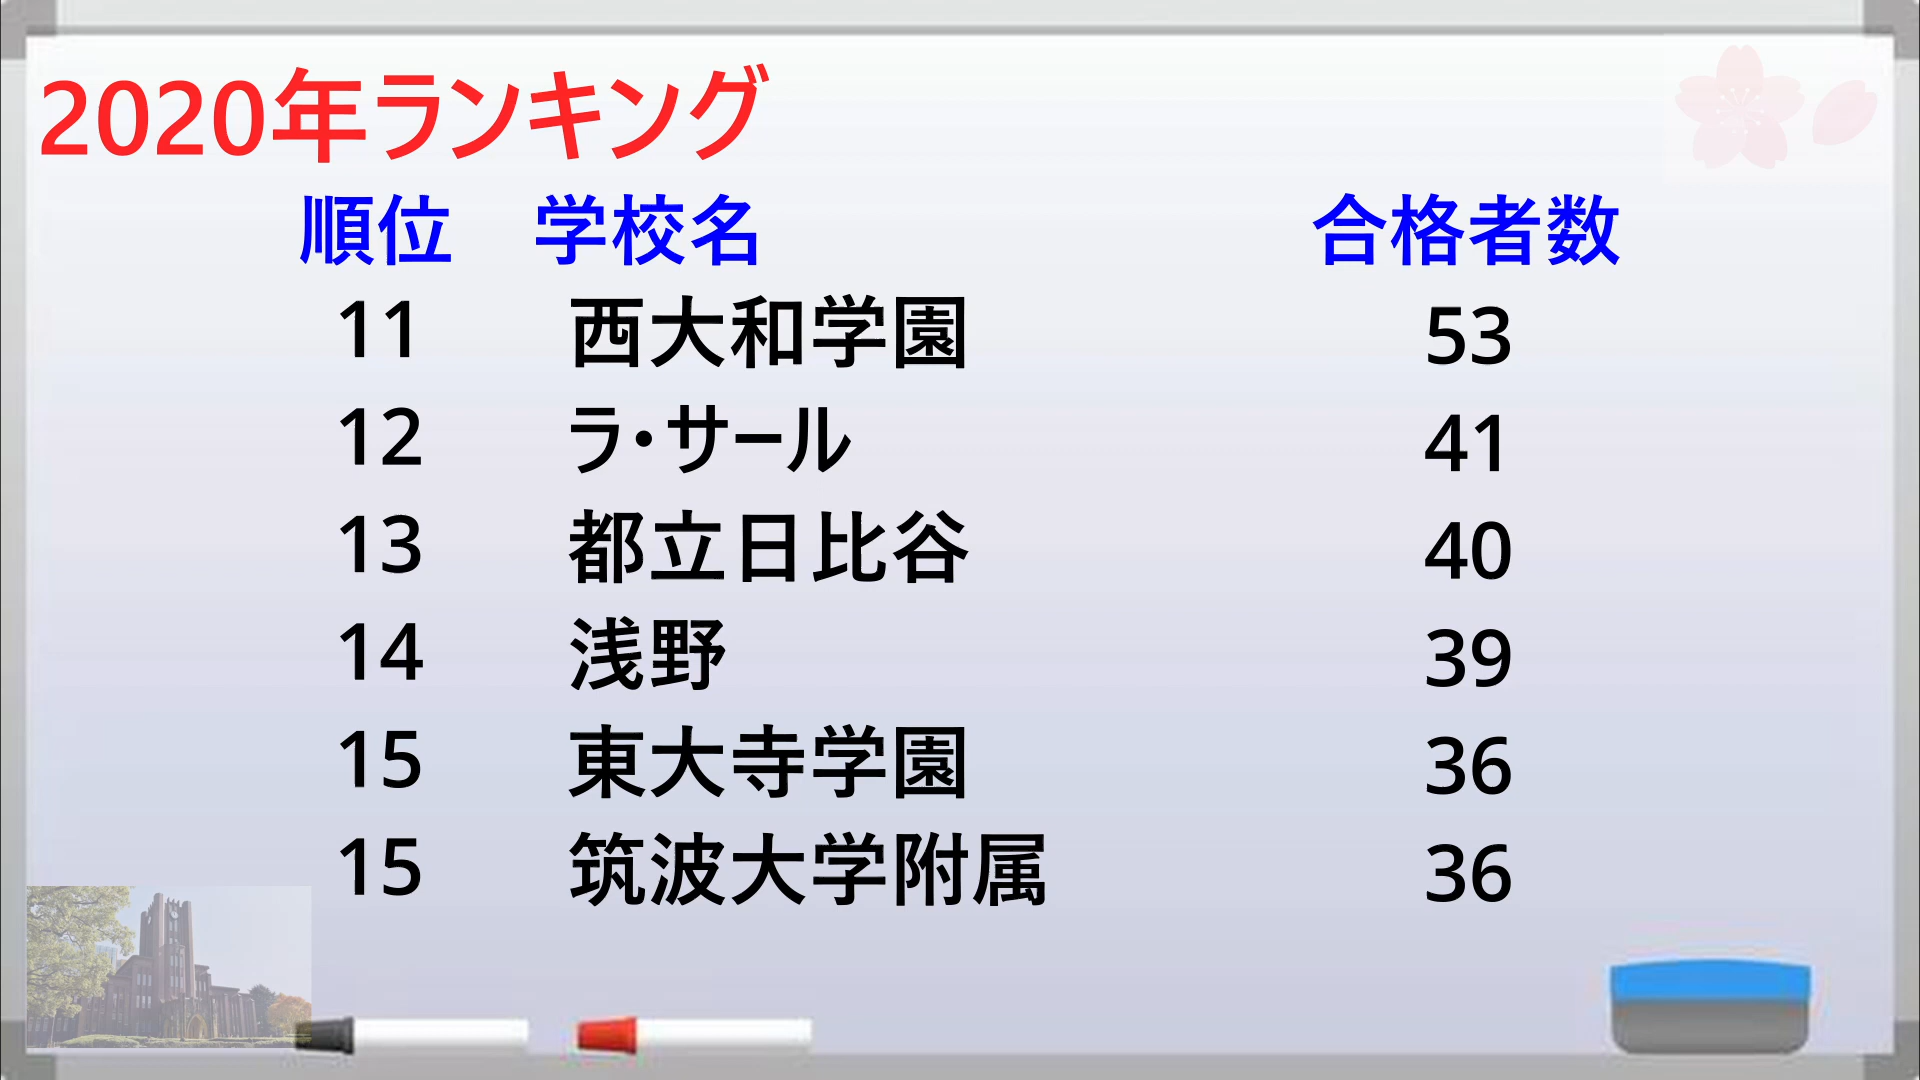 2020年ランキング
順位 学校名 合格者数
11 西大和学園 53
12 ラ・サール 41
13 都立日比谷 40
14 浅野 39
15 東大寺学園 36
15 筑波大学附属 36